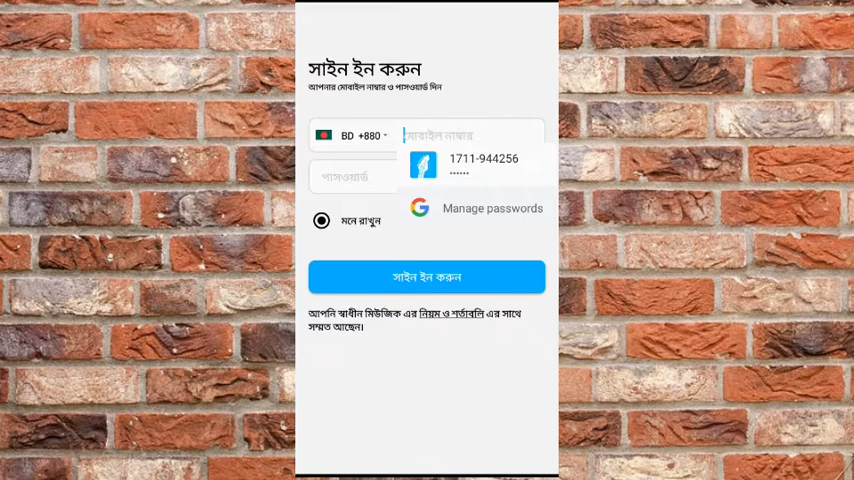 সাইন ইন করুন
আপনার মোবাইল নাম্বার ও পাসওয়ার্ড দিন
BD +880 মোবাইল নাম্বার
1711-944256
••••••
পাসওয়ার্ড
Manage passwords
মনে রাখুন
সাইন ইন করুন
আপনি স্বাধীন মিউজিক এর নিয়ম ও শর্তাবলি এর সাথে
সম্মত আছেন।